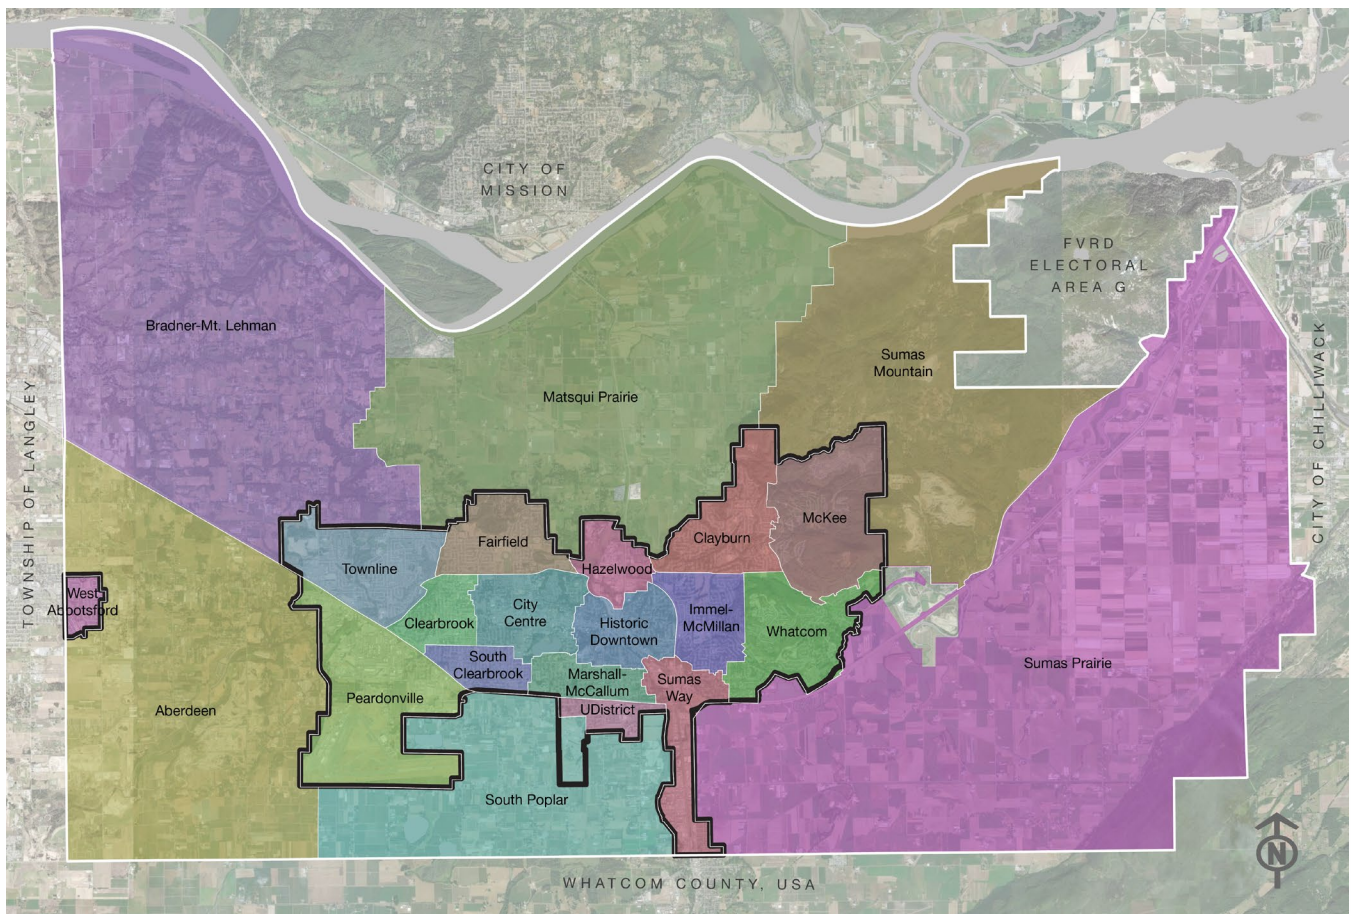 CITY OF
MISSION
FVRD
ELECTORAL
AREA G
Bradner-Mt. Lehman
Sumas
Mountain
Matsqui Prairie
TOWNSHIP OF LANGLEY
CITY OF CHILLIWACK
McKee
Clayburn
Fairfield
Townline
Hazelwood
West
Abbotsford
City
Centre
Clearbrook
Historic
Downtown
Immel-
McMillan
Whatcom
South
Clearbrook
Marshall-
McCallum
Sumas
Way
Sumas Prairie
Peardonville
Aberdeen
UDistrict
South Poplar
N
WHATCOM COUNTY, USA